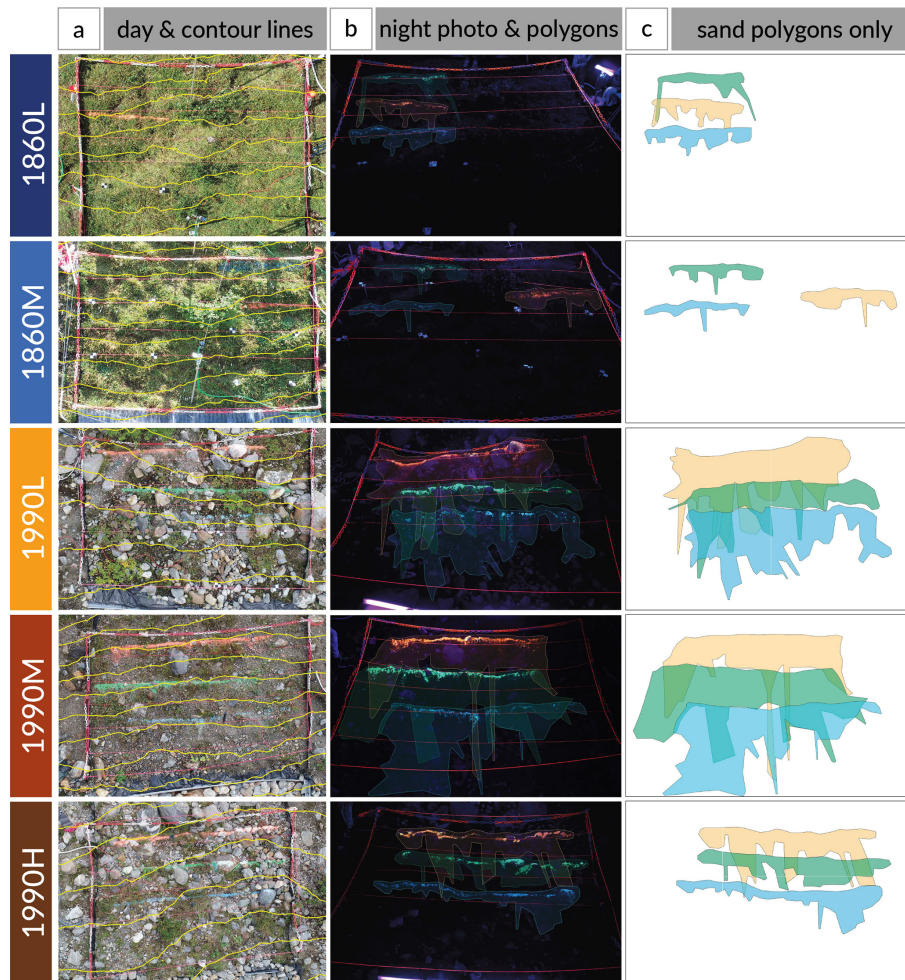 a day & contour lines b night photo & polygons c sand polygons only
1860L
1860M
1990L
1990M
1990H